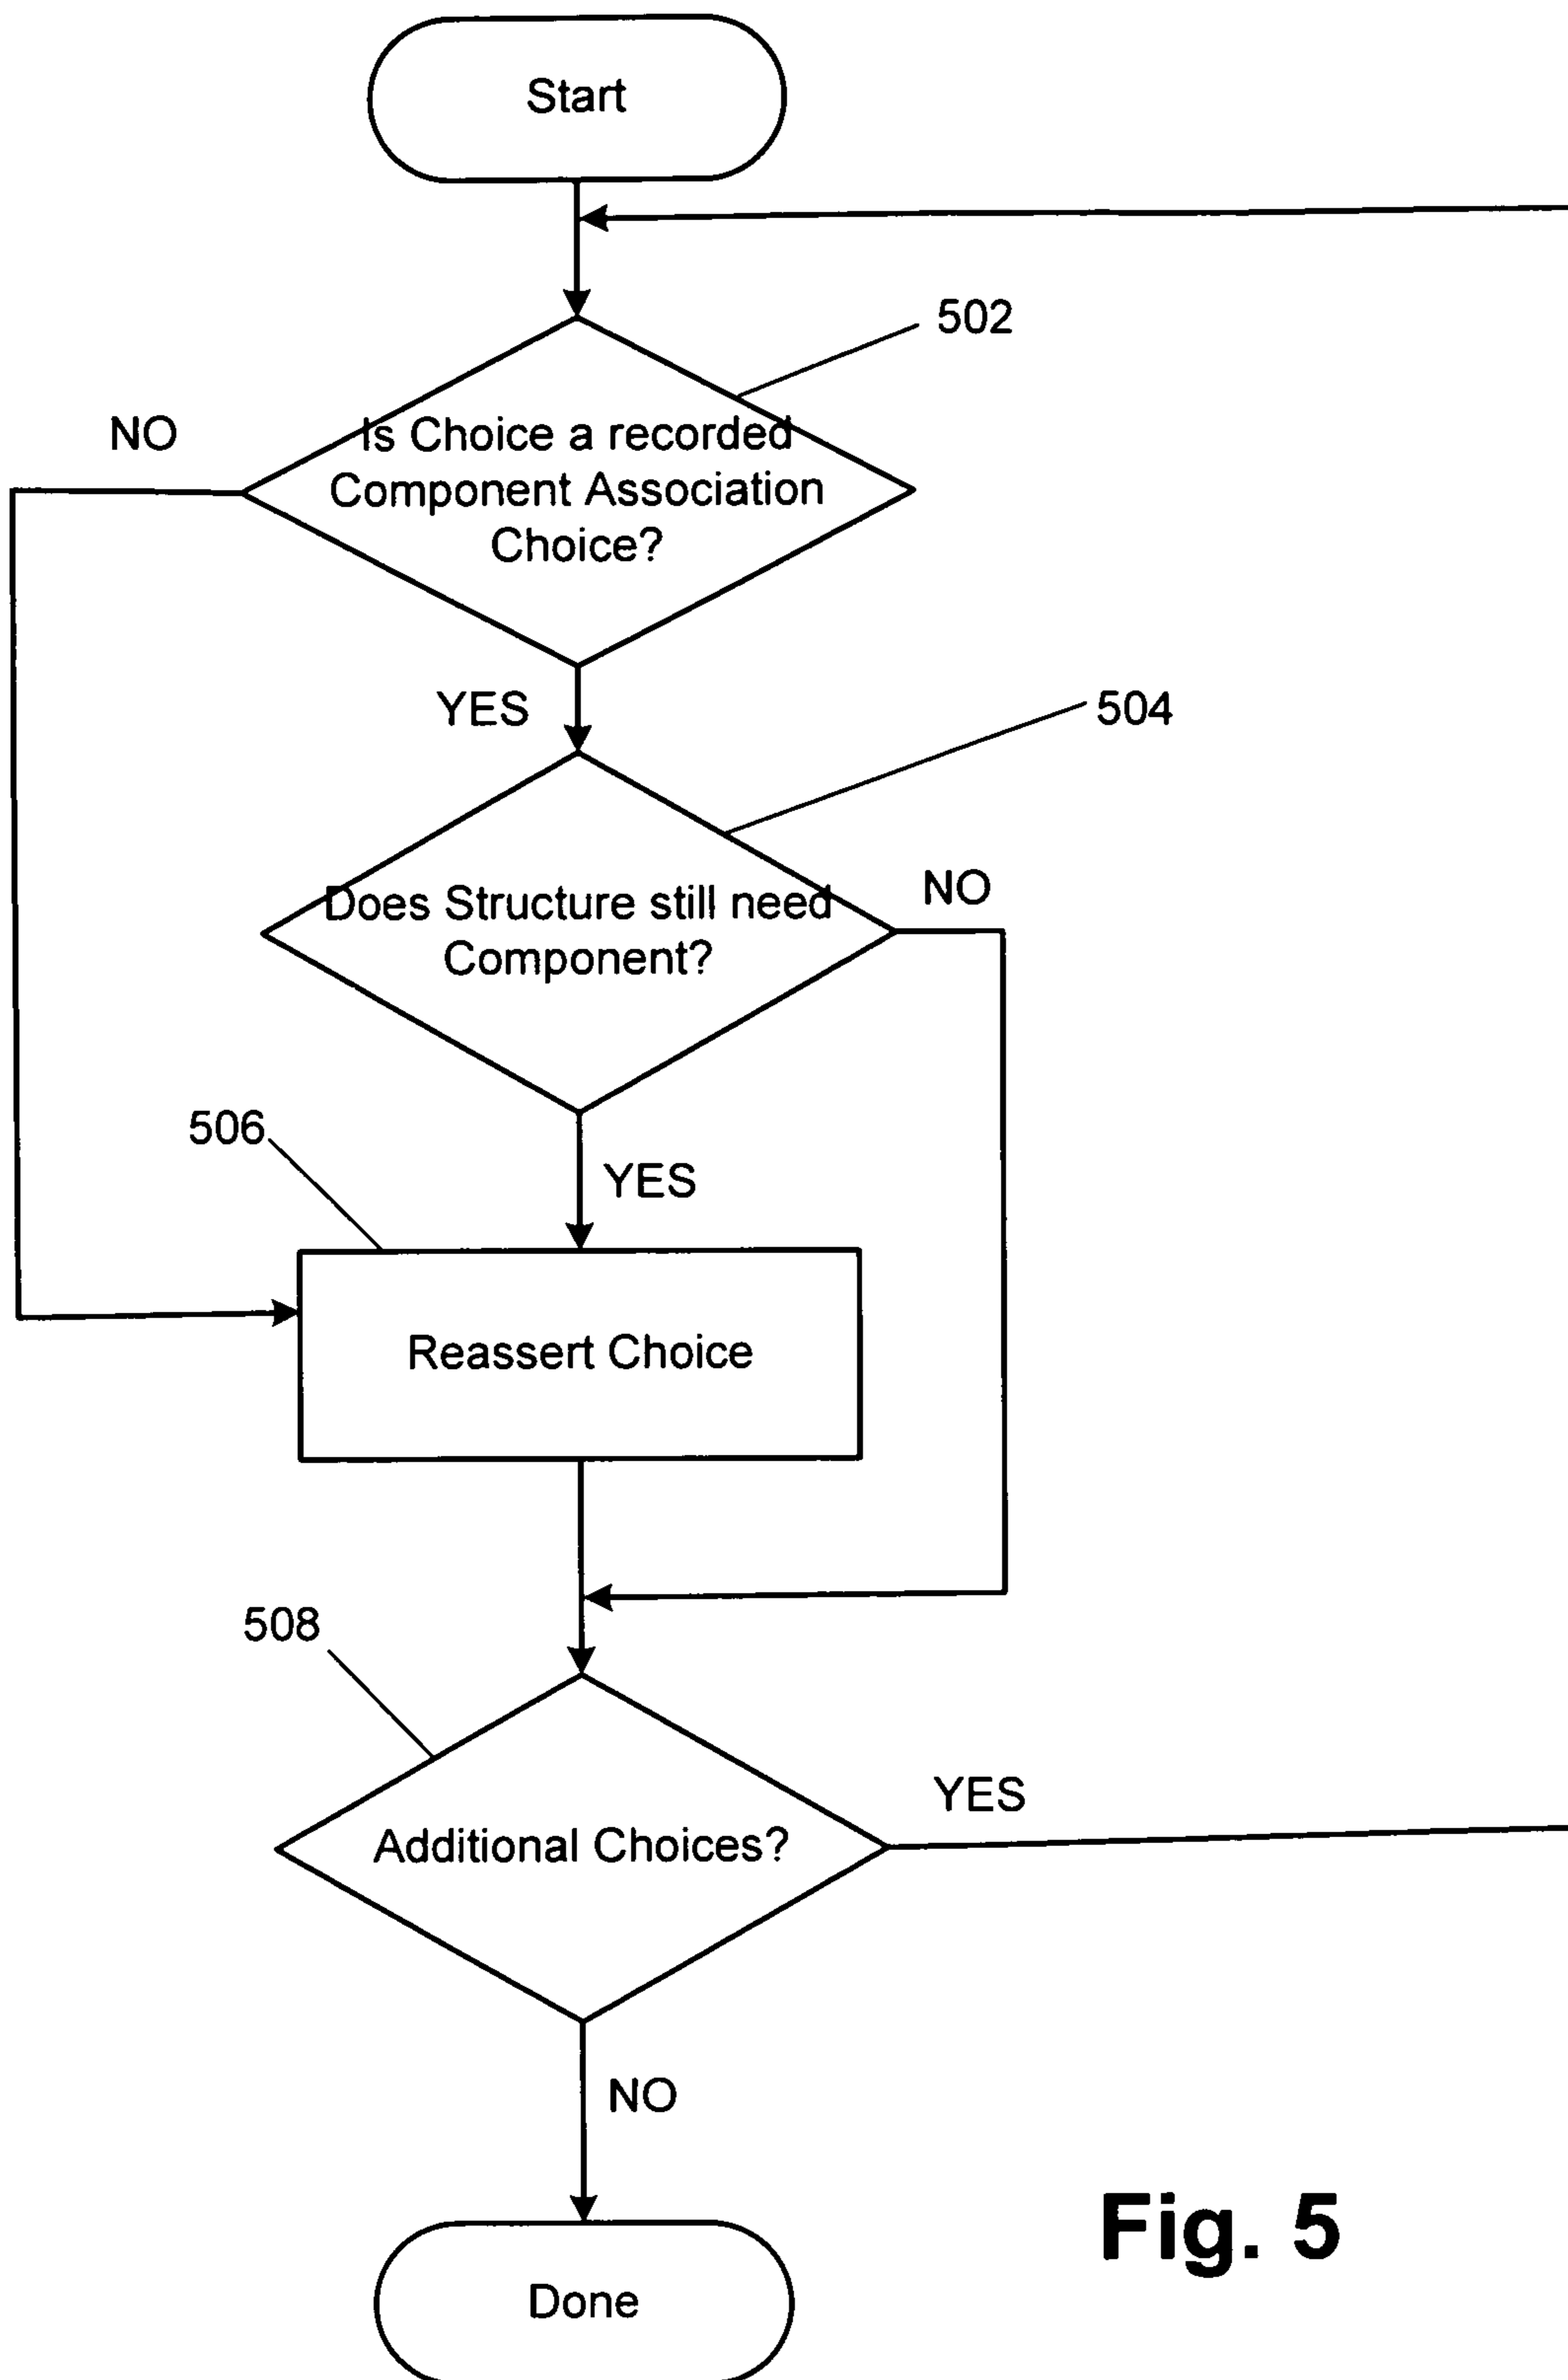 Start
502
NO
Is Choice a recorded
Component Association
Choice?
YES
504
Does Structure still need
Component?
NO
506
YES
Reassert Choice
508
YES
Additional Choices?
NO
Fig. 5
Done